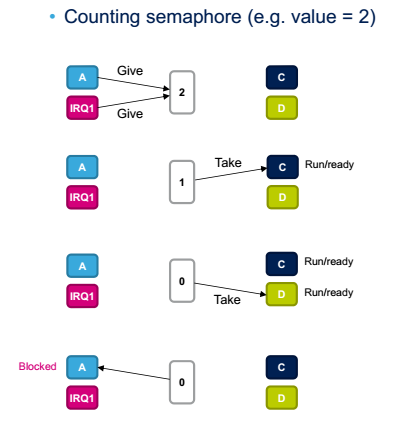 • Counting semaphore (e.g. value = 2)
A
Give
2
C
IRQ1
Give
D
A
1
Take
C
Run/ready
IRQ1
D
A
0
C
Run/ready
IRQ1
Take
D
Run/ready
Blocked
A
0
C
IRQ1
D